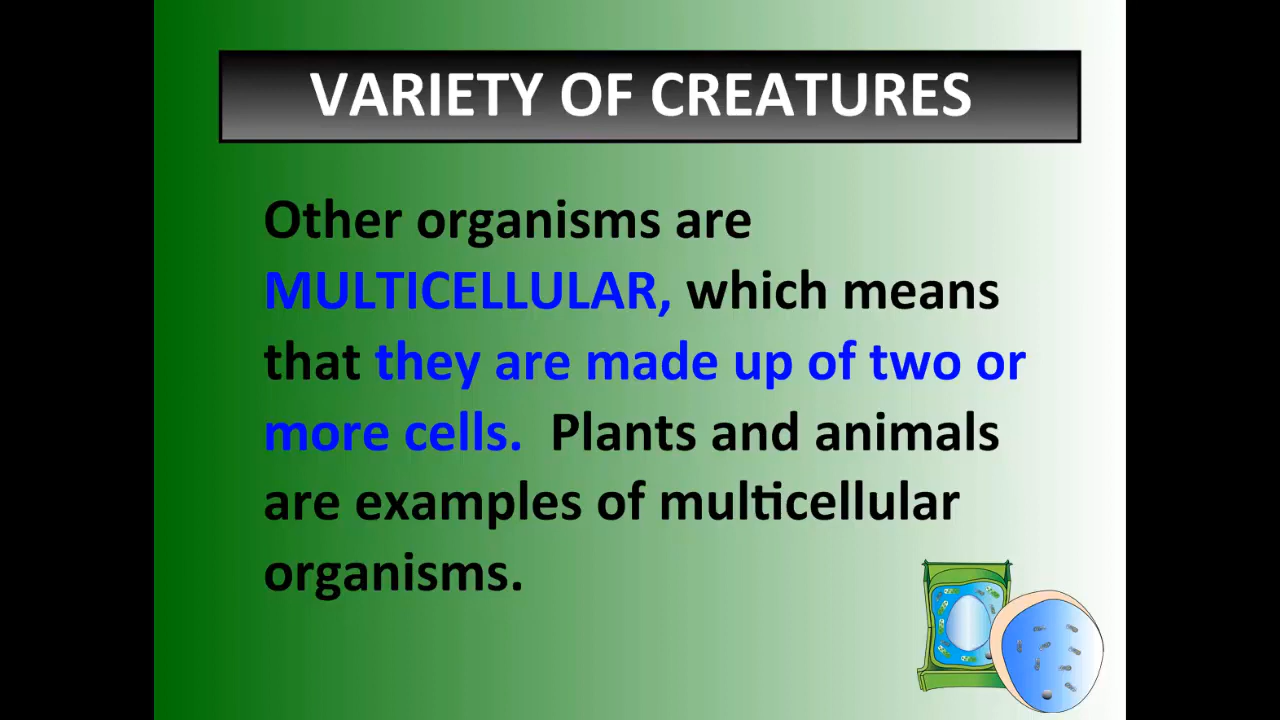 VARIETY OF CREATURES
Other organisms are
MULTICELLULAR, which means
that they are made up of two or
more cells.  Plants and animals
are examples of multicellular
organisms.